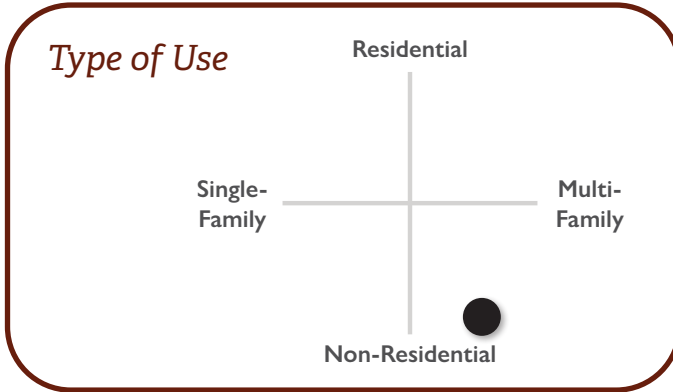 Type of Use
Residential
Single-
Family
Multi-
Family
Non-Residential